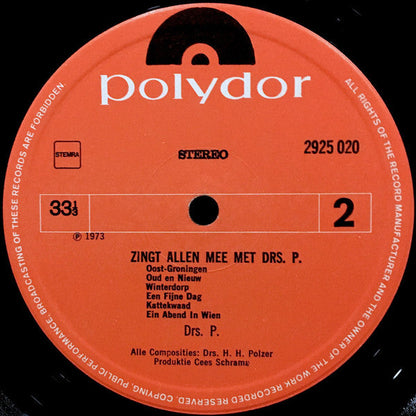 polydor
STEMRA
STEREO
2925 020
33⅓
2
℗ 1973
ZINGT ALLEN MEE MET DRS. P.
Oost-Groningen
Oud en Nieuw
Winterdorp
Een Fijne Dag
Kattekwaad
Ein Abend In Wien
Drs. P.
Alle Composities: Drs. H. H. Polzer
Produktie Cees Schrama
ALL RIGHTS OF THE RECORD MANUFACTURER AND THE OWNER OF THE WORK RECORDED RESERVED. COPYING, PUBLIC PERFORMANCE, BROADCASTING OF THESE RECORDS ARE FORBIDDEN.